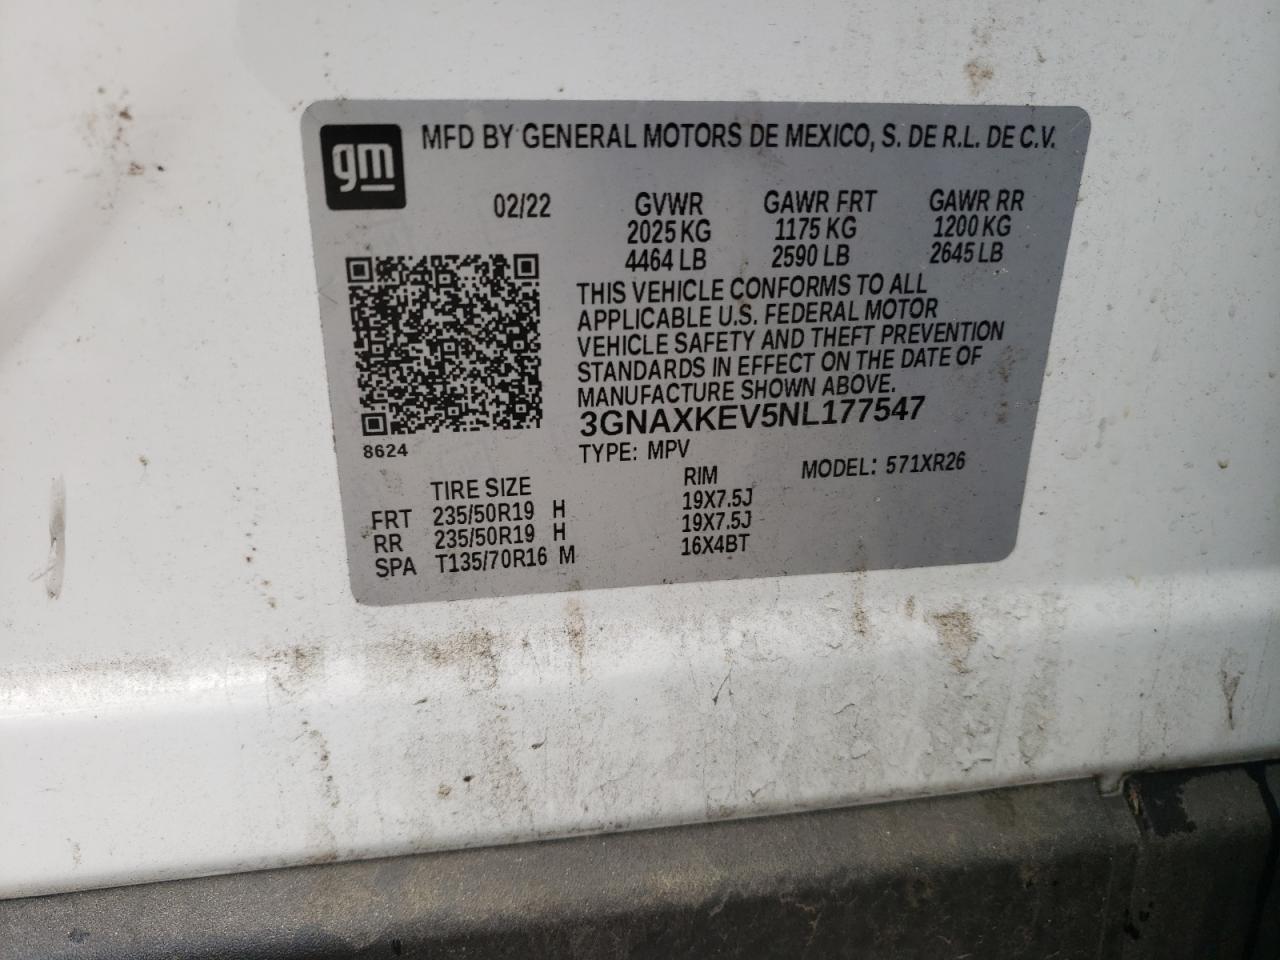 gm
MFD BY GENERAL MOTORS DE MEXICO, S. DE R.L. DE C.V.
02/22
GVWR GAWR FRT GAWR RR
2025 KG 1175 KG 1200 KG
4464 LB 2590 LB 2645 LB
THIS VEHICLE CONFORMS TO ALL
APPLICABLE U.S. FEDERAL MOTOR
VEHICLE SAFETY AND THEFT PREVENTION
STANDARDS IN EFFECT ON THE DATE OF
MANUFACTURE SHOWN ABOVE.
3GNAXKEV5NL177547
8624
TYPE: MPV MODEL: 571XR26
TIRE SIZE RIM
FRT 235/50R19 H 19X7.5J
RR 235/50R19 H 19X7.5J
SPA T135/70R16 M 16X4BT